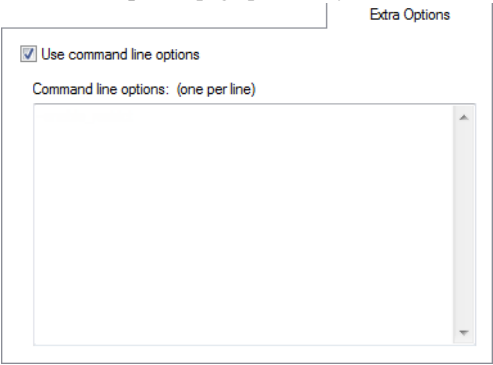 Extra Options
Use command line options
Command line options: (one per line)